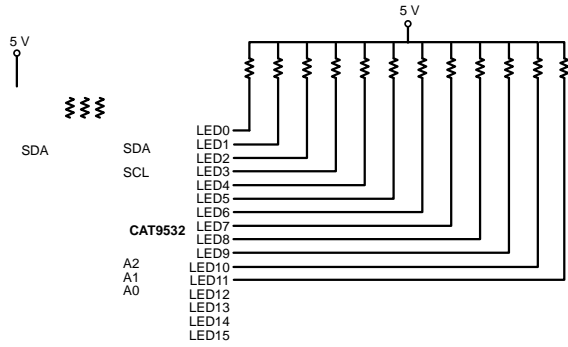 5 V
5 V
LED0
LED1
SDA
SDA
LED2
SCL
LED3
LED4
LED5
LED6
CAT9532
LED7
LED8
LED9
A2
LED10
A1
LED11
A0
LED12
LED13
LED14
LED15